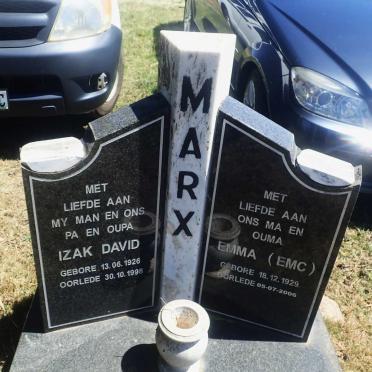 MARX
MET
LIEFDE AAN
MY MAN EN ONS
PA EN OUPA
IZAK DAVID
GEBORE 13.06.1926
OORLEDE 30.10.1998
MET
LIEFDE AAN
ONS MA EN
OUMA
EMMA (EMC)
GEBORE 18.12.1929
OORLEDE 05-07-2006